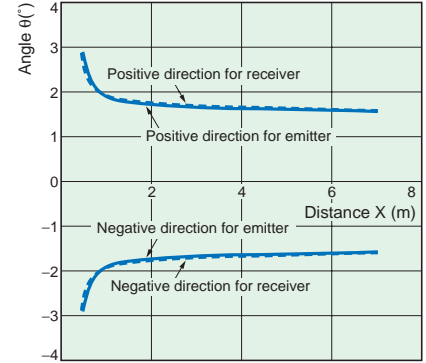 Angle θ(˚)
4
3
Positive direction for receiver
2
Positive direction for emitter
1
0
2 4 6 8
Distance X (m)
−1
Negative direction for emitter
−2
Negative direction for receiver
−3
−4